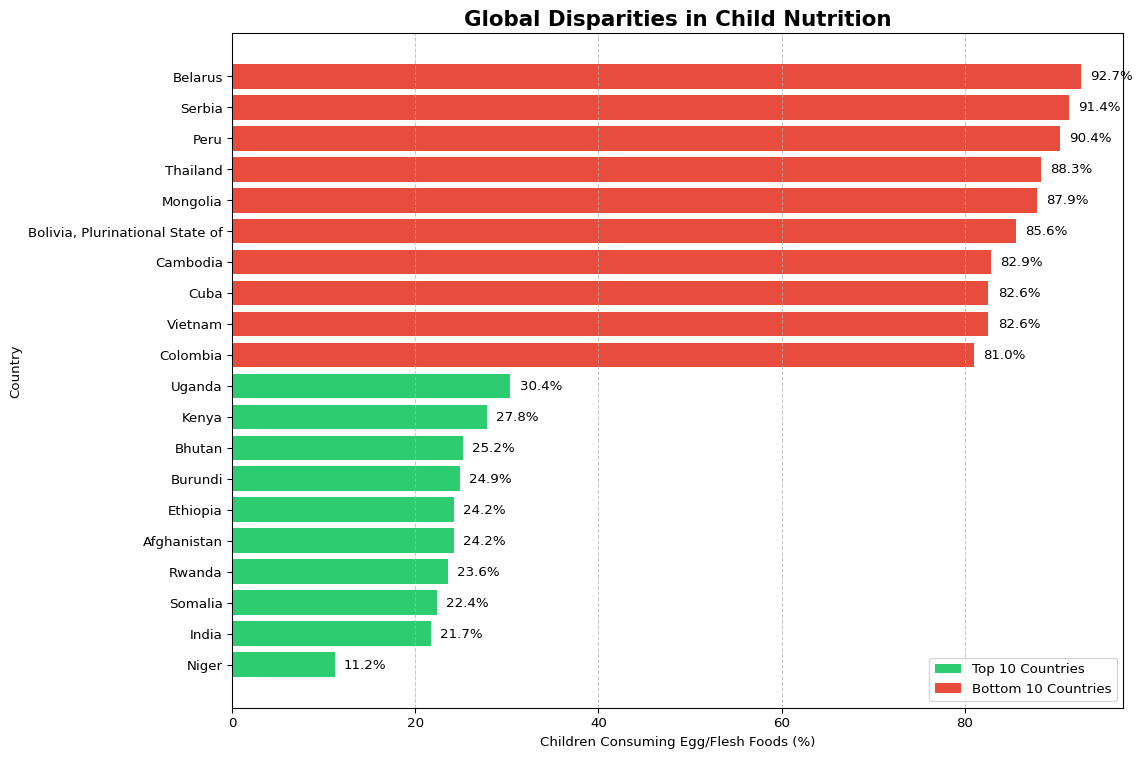 Global Disparities in Child Nutrition
Belarus 92.7%
Serbia 91.4%
Peru 90.4%
Thailand 88.3%
Mongolia 87.9%
Bolivia, Plurinational State of 85.6%
Cambodia 82.9%
Cuba 82.6%
Vietnam 82.6%
Colombia 81.0%
Uganda 30.4%
Kenya 27.8%
Bhutan 25.2%
Burundi 24.9%
Ethiopia 24.2%
Afghanistan 24.2%
Rwanda 23.6%
Somalia 22.4%
India 21.7%
Niger 11.2%
Country
Top 10 Countries
Bottom 10 Countries
0 20 40 60 80
Children Consuming Egg/Flesh Foods (%)